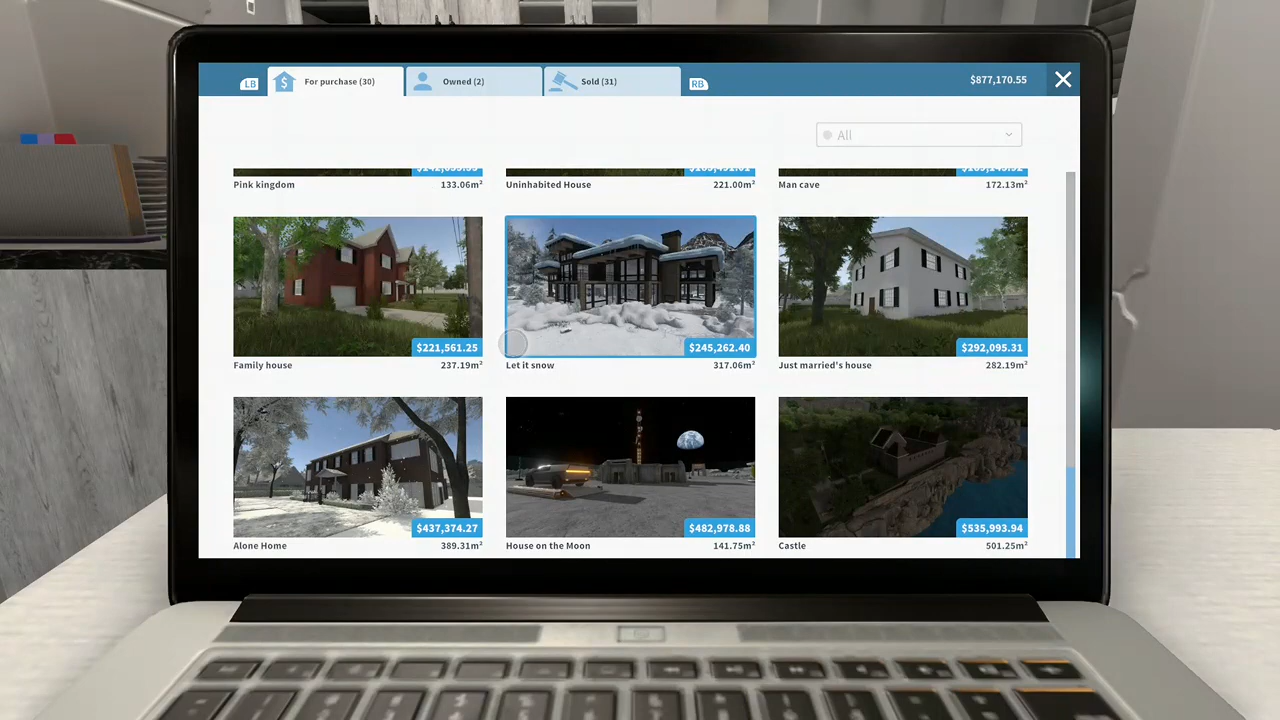 LB For purchase (30) Owned (2) Sold (31) RB $877,170.55
All
Pink kingdom 133.06m² Uninhabited House 221.00m² Man cave 172.13m²
$221,561.25 $245,262.40 $292,095.31
Family house 237.19m² Let it snow 317.06m² Just married's house 282.19m²
$437,374.27 $482,978.88 $535,993.94
Alone Home 389.31m² House on the Moon 141.75m² Castle 501.25m²